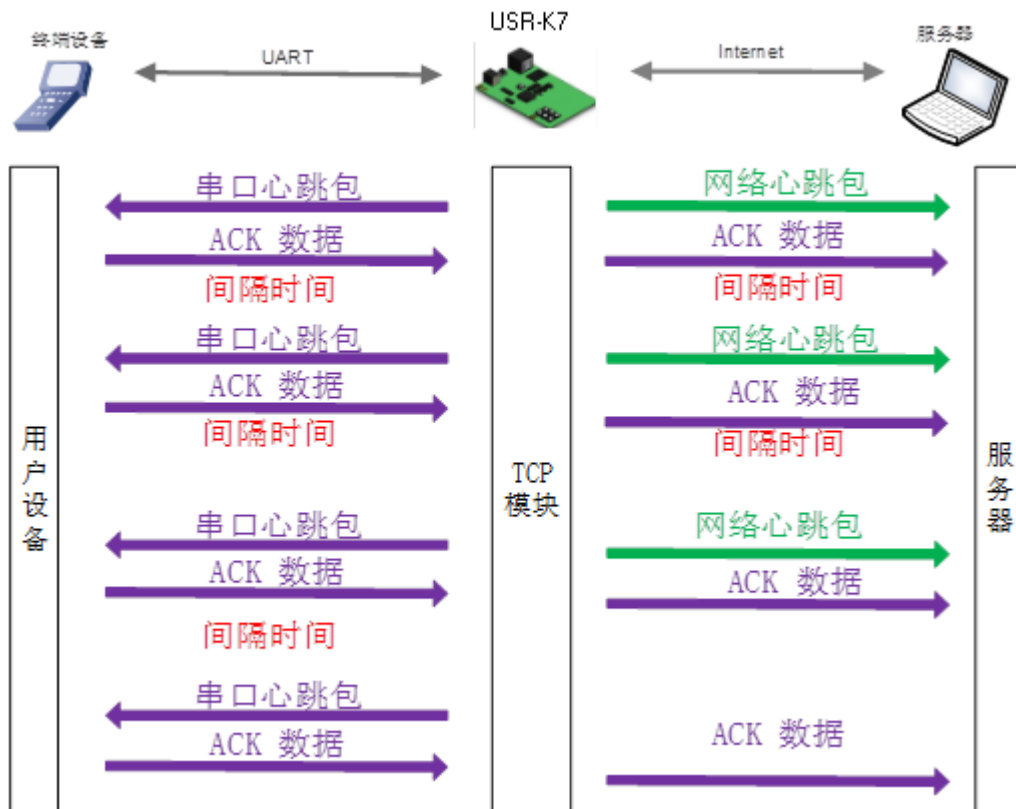 USR-K7
终端设备
UART
Internet
服务器
串口心跳包
网络心跳包
ACK 数据
ACK 数据
间隔时间
间隔时间
串口心跳包
网络心跳包
ACK 数据
ACK 数据
间隔时间
间隔时间
用户设备
TCP
模块
服务器
串口心跳包
网络心跳包
ACK 数据
ACK 数据
间隔时间
串口心跳包
ACK 数据
ACK 数据